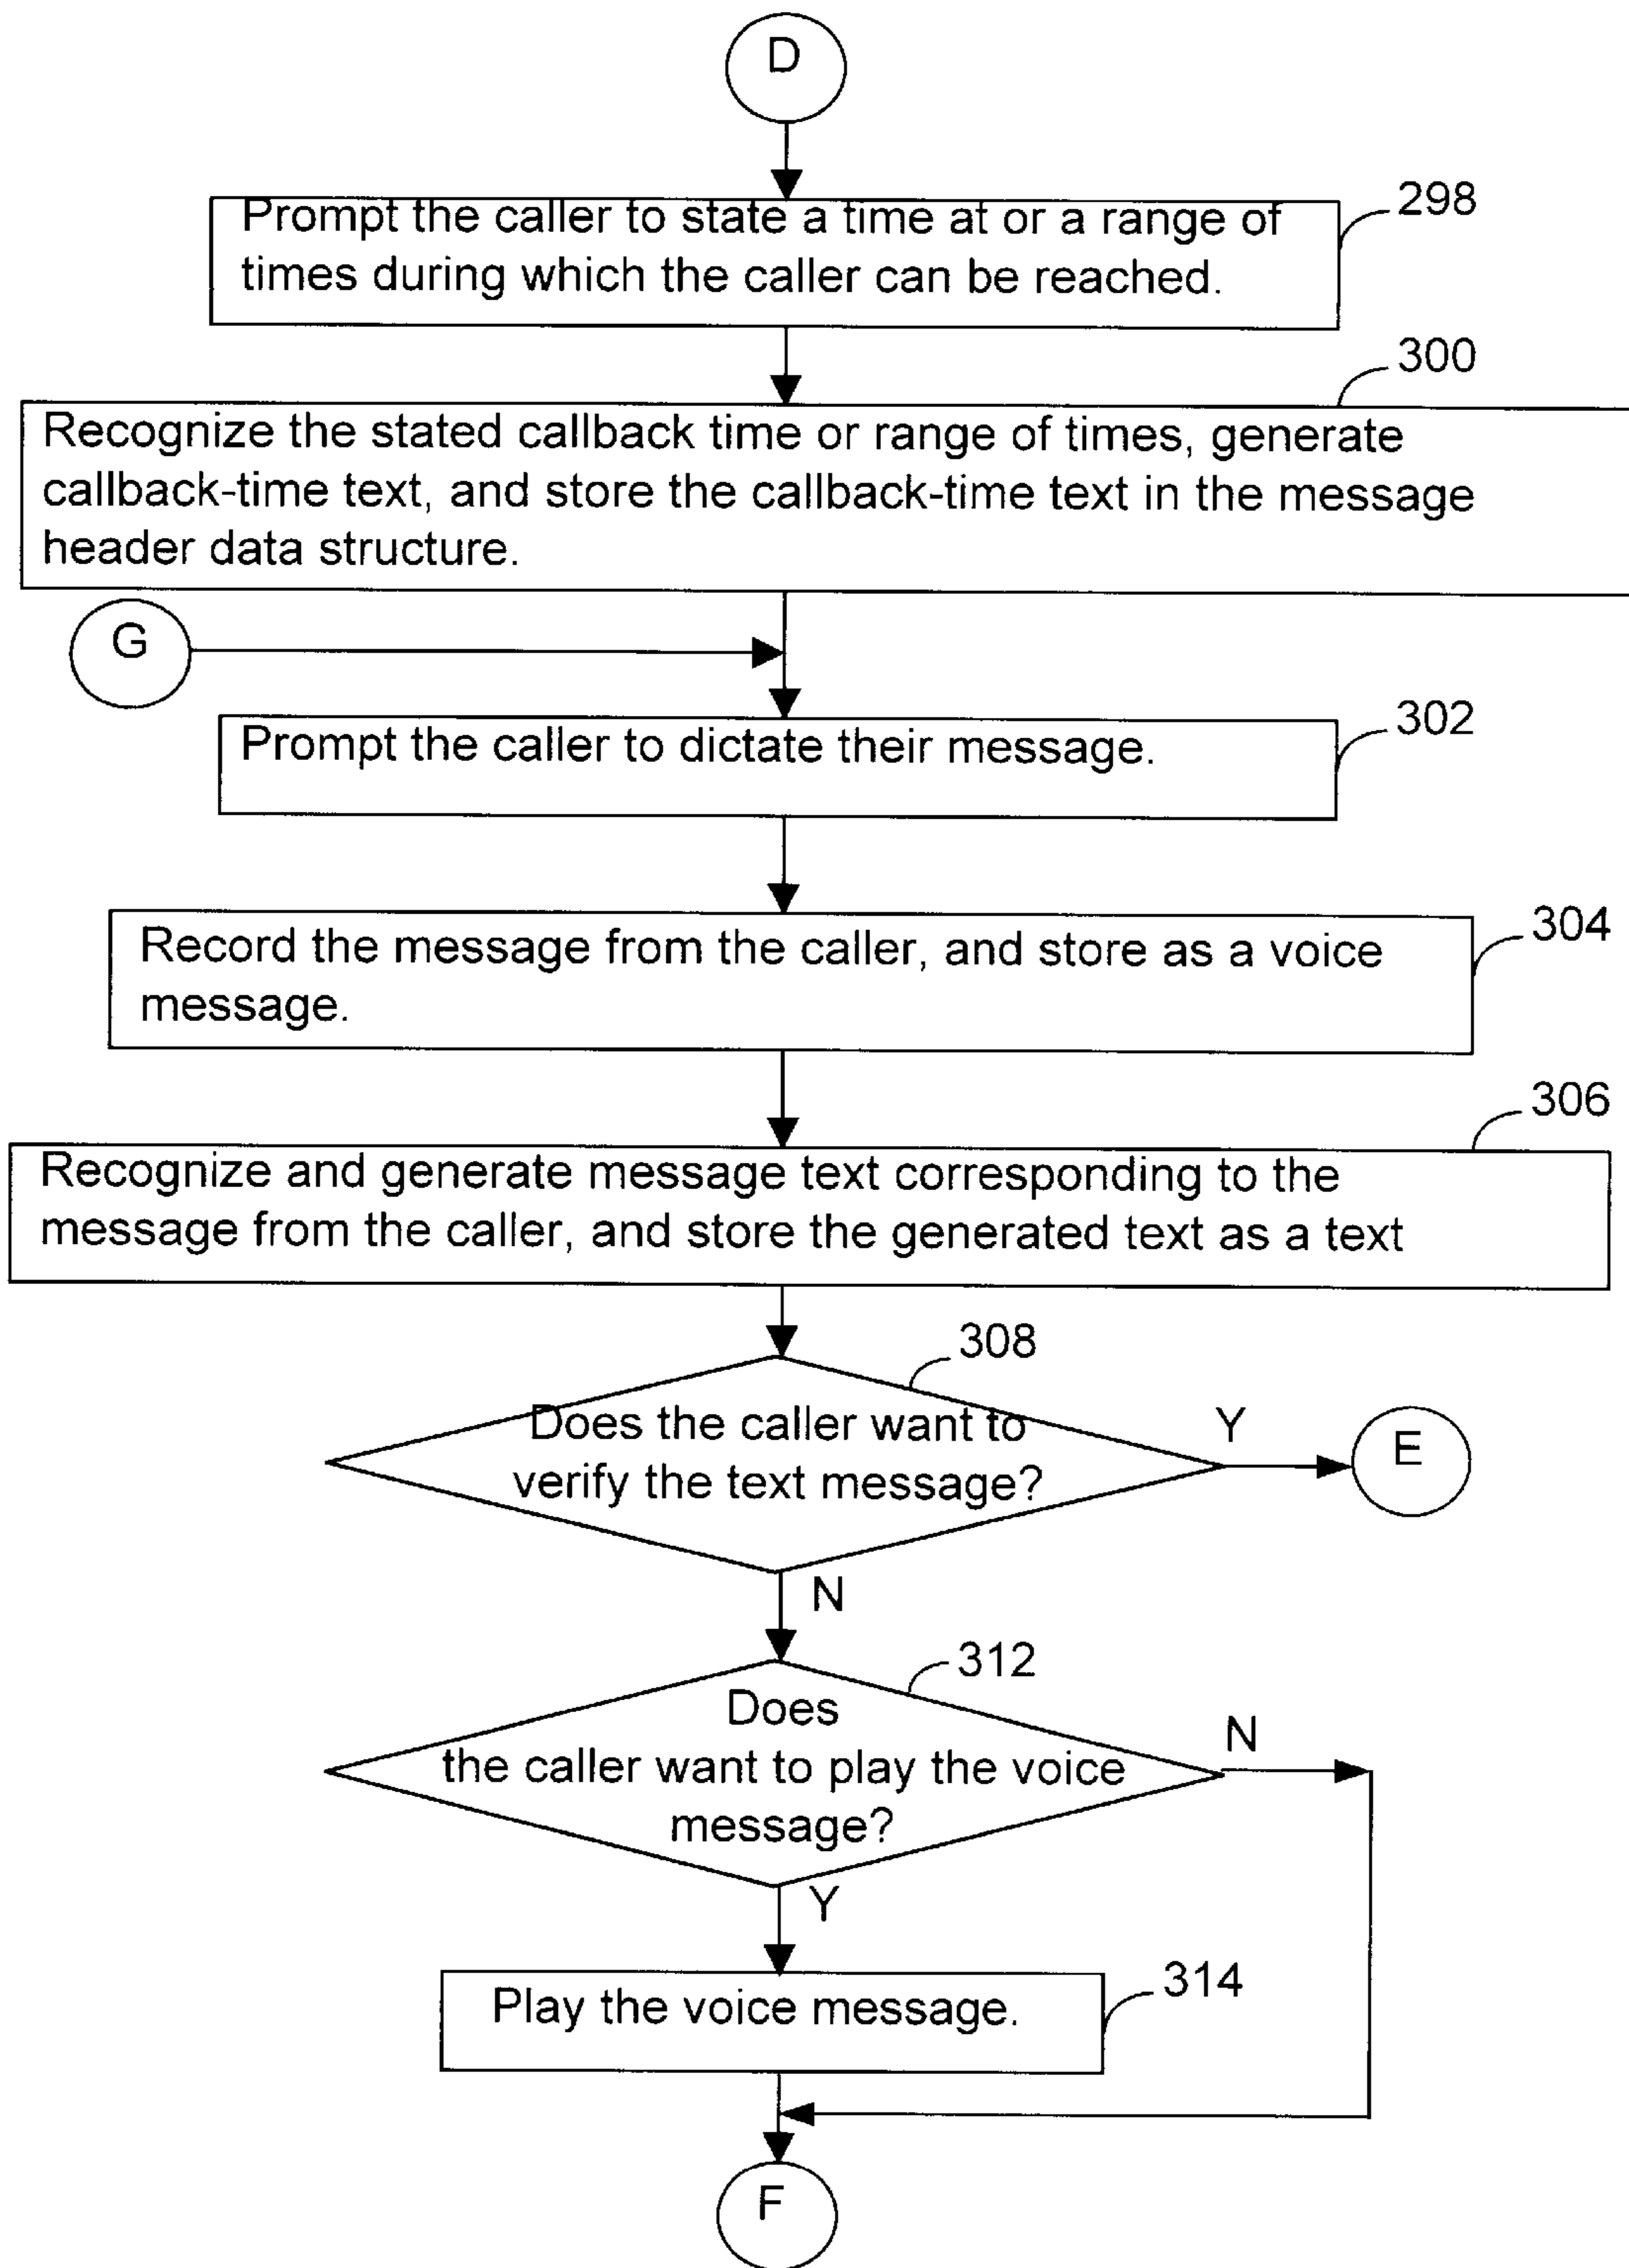 D
298
Prompt the caller to state a time at or a range of
times during which the caller can be reached.
300
Recognize the stated callback time or range of times, generate
callback-time text, and store the callback-time text in the message
header data structure.
G
302
Prompt the caller to dictate their message.
304
Record the message from the caller, and store as a voice
message.
306
Recognize and generate message text corresponding to the
message from the caller, and store the generated text as a text
308
Does the caller want to
verify the text message?
Y
E
N
312
Does
the caller want to play the voice
message?
N
Y
314
Play the voice message.
F